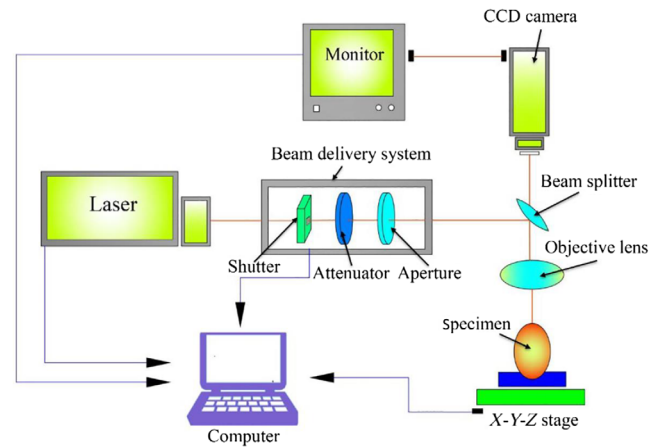 CCD camera
Monitor
Beam delivery system
Beam splitter
Laser
Objective lens
Shutter
Attenuator
Aperture
Specimen
X-Y-Z stage
Computer